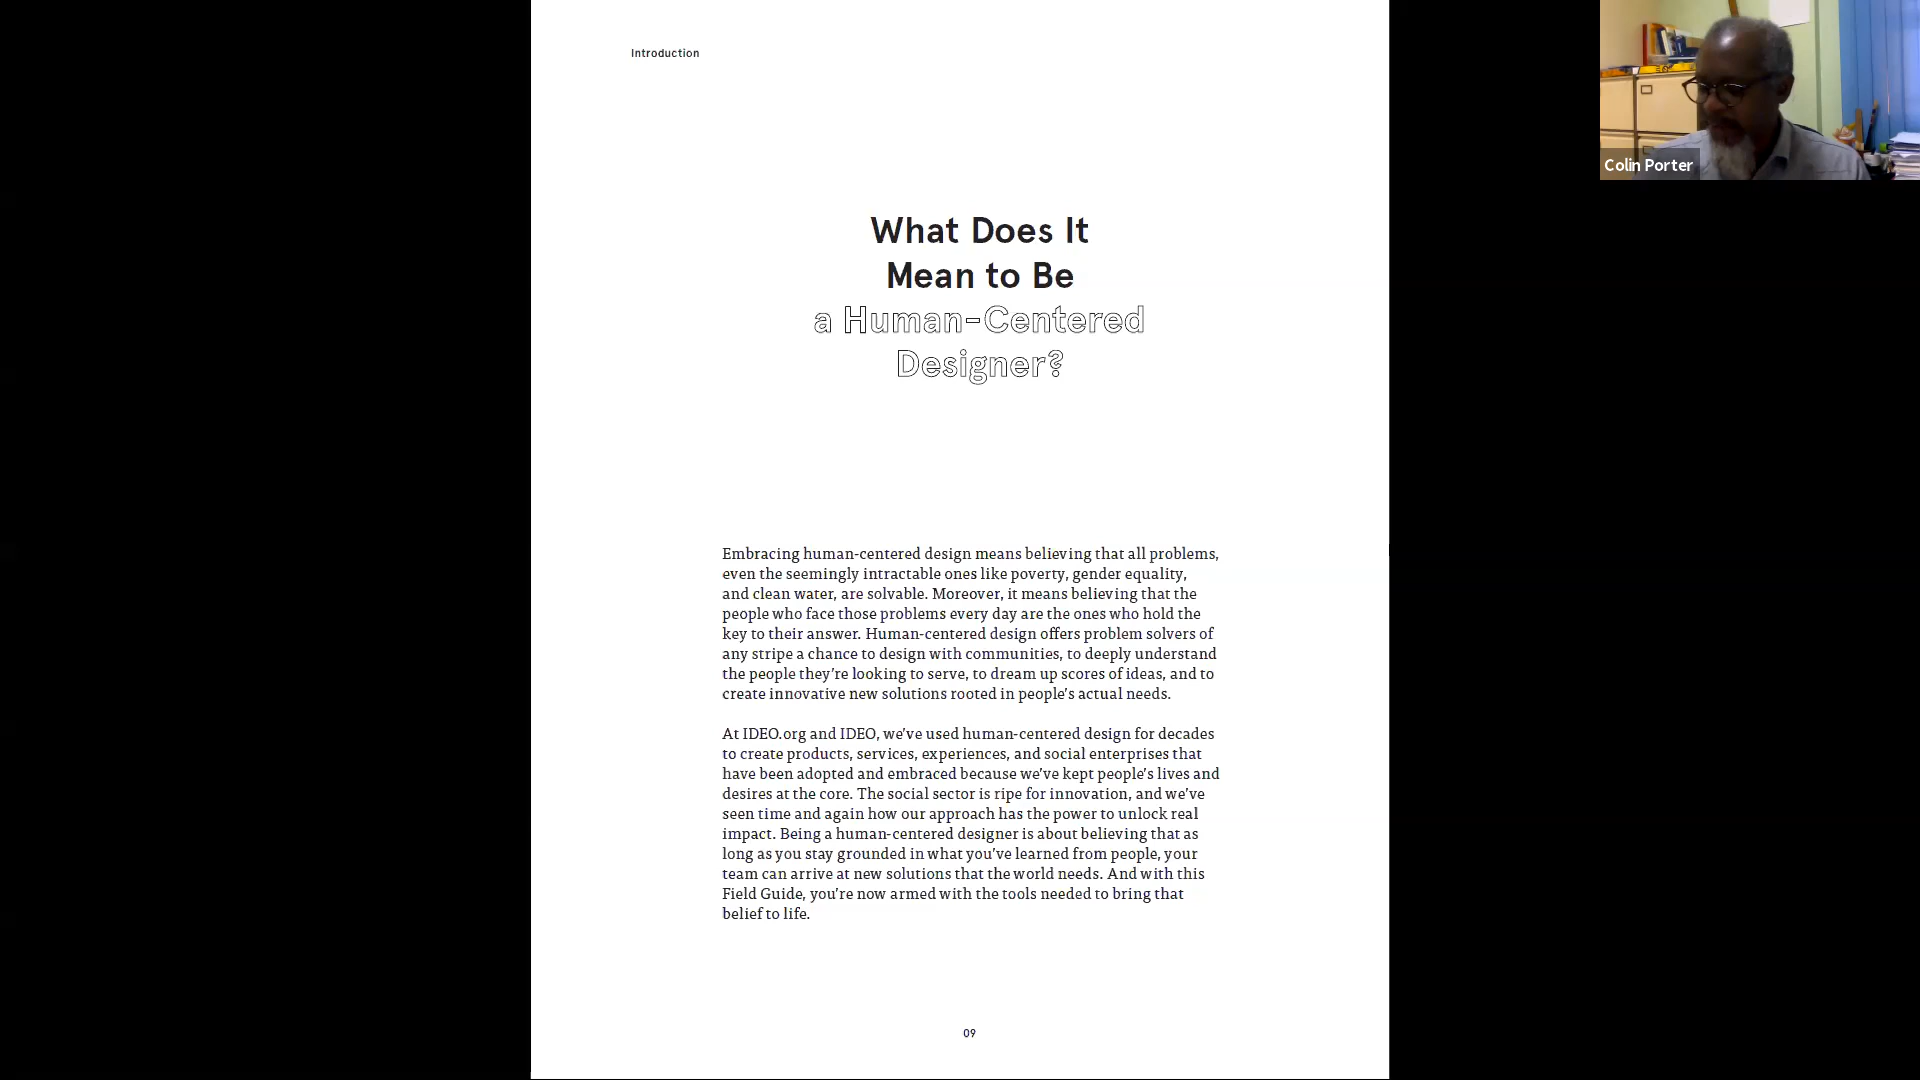 Introduction
What Does It
Mean to Be
a Human-Centered
Designer?
Embracing human-centered design means believing that all problems,
even the seemingly intractable ones like poverty, gender equality,
and clean water, are solvable. Moreover, it means believing that the
people who face those problems every day are the ones who hold the
key to their answer. Human-centered design offers problem solvers of
any stripe a chance to design with communities, to deeply understand
the people they’re looking to serve, to dream up scores of ideas, and to
create innovative new solutions rooted in people’s actual needs.
At IDEO.org and IDEO, we’ve used human-centered design for decades
to create products, services, experiences, and social enterprises that
have been adopted and embraced because we’ve kept people’s lives and
desires at the core. The social sector is ripe for innovation, and we’ve
seen time and again how our approach has the power to unlock real
impact. Being a human-centered designer is about believing that as
long as you stay grounded in what you’ve learned from people, your
team can arrive at new solutions that the world needs. And with this
Field Guide, you’re now armed with the tools needed to bring that
belief to life.
09
Colin Porter